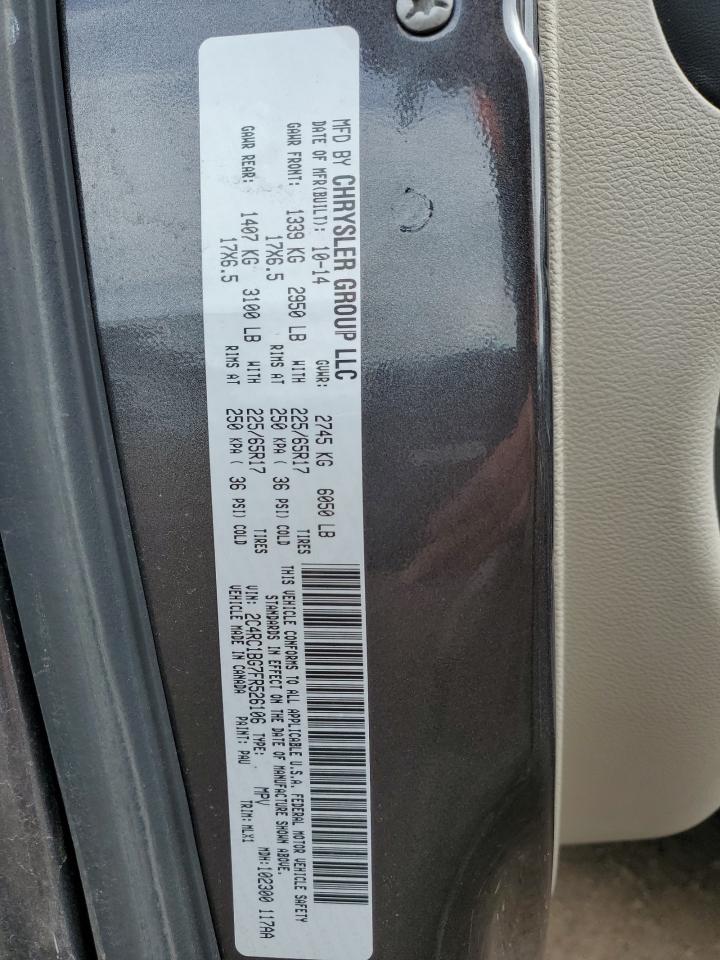 MFD BY CHRYSLER GROUP LLC
DATE OF MFR(BUILT): 10-14 GVWR: 2745 KG 6050 LB
GAWR FRONT: 1339 KG 2950 LB WITH 225/65R17 TIRES
17X6.5 RIMS AT 250 KPA ( 36 PSI) COLD
GAWR REAR: 1407 KG 3100 LB WITH 225/65R17 TIRES
17X6.5 RIMS AT 250 KPA ( 36 PSI) COLD
THIS VEHICLE CONFORMS TO ALL APPLICABLE U.S.A. FEDERAL MOTOR VEHICLE SAFETY
STANDARDS IN EFFECT ON THE DATE OF MANUFACTURE SHOWN ABOVE.
VIN: 2C4RC1BG7FR526106 TYPE: MPV MDH:102300 117AA
VEHICLE MADE IN CANADA PAINT: PAU TRIM:MLX1